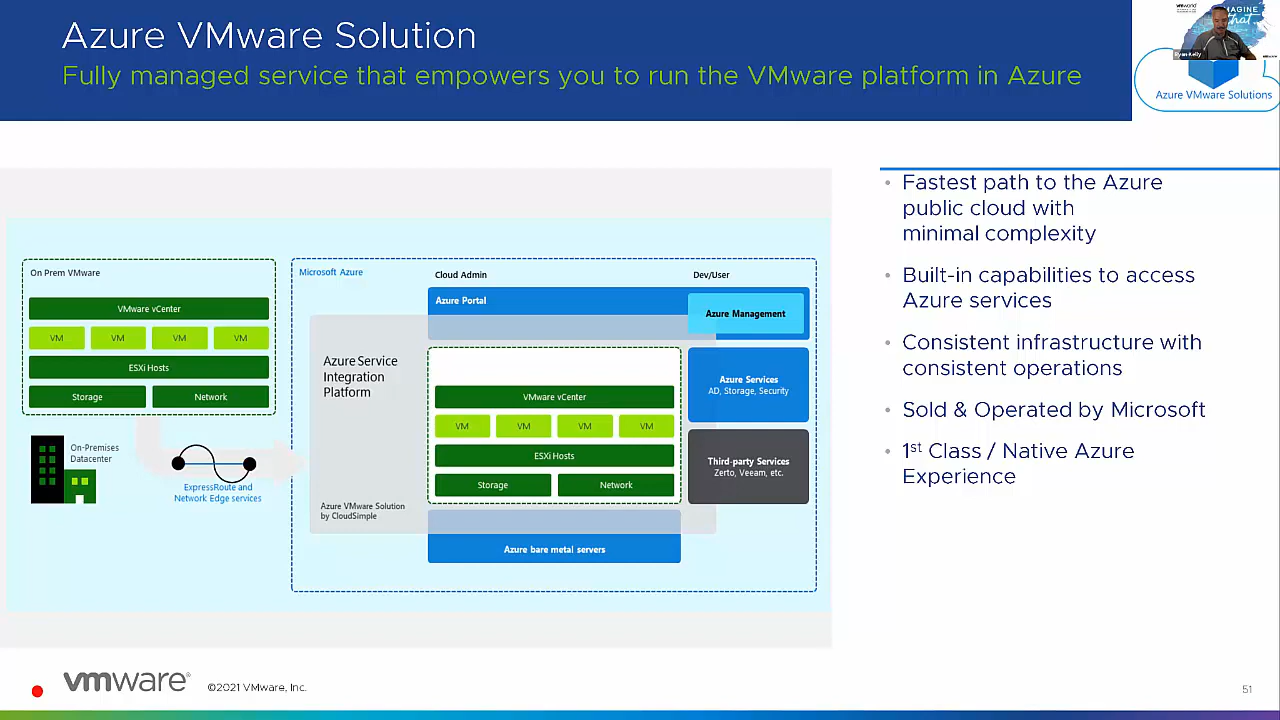 Azure VMware Solution
Fully managed service that empowers you to run the VMware platform in Azure
vmworld
IMAGINE
that
Ryan Kelly
Azure VMware Solutions
Fastest path to the Azure
public cloud with
minimal complexity
Built-in capabilities to access
Azure services
Consistent infrastructure with
consistent operations
Sold & Operated by Microsoft
1st Class / Native Azure
Experience
On Prem VMware
VMware vCenter
VM VM VM VM
ESXi Hosts
Storage Network
On-Premises
Datacenter
ExpressRoute and
Network Edge services
Microsoft Azure
Cloud Admin
Dev/User
Azure Portal
Azure Management
Azure Service
Integration
Platform
VMware vCenter
VM VM VM VM
ESXi Hosts
Storage Network
Azure VMware Solution
by CloudSimple
Azure Services
AD, Storage, Security
Third-party Services
Zerto, Veeam, etc.
Azure bare metal servers
vmware®
©2021 VMware, Inc.
51